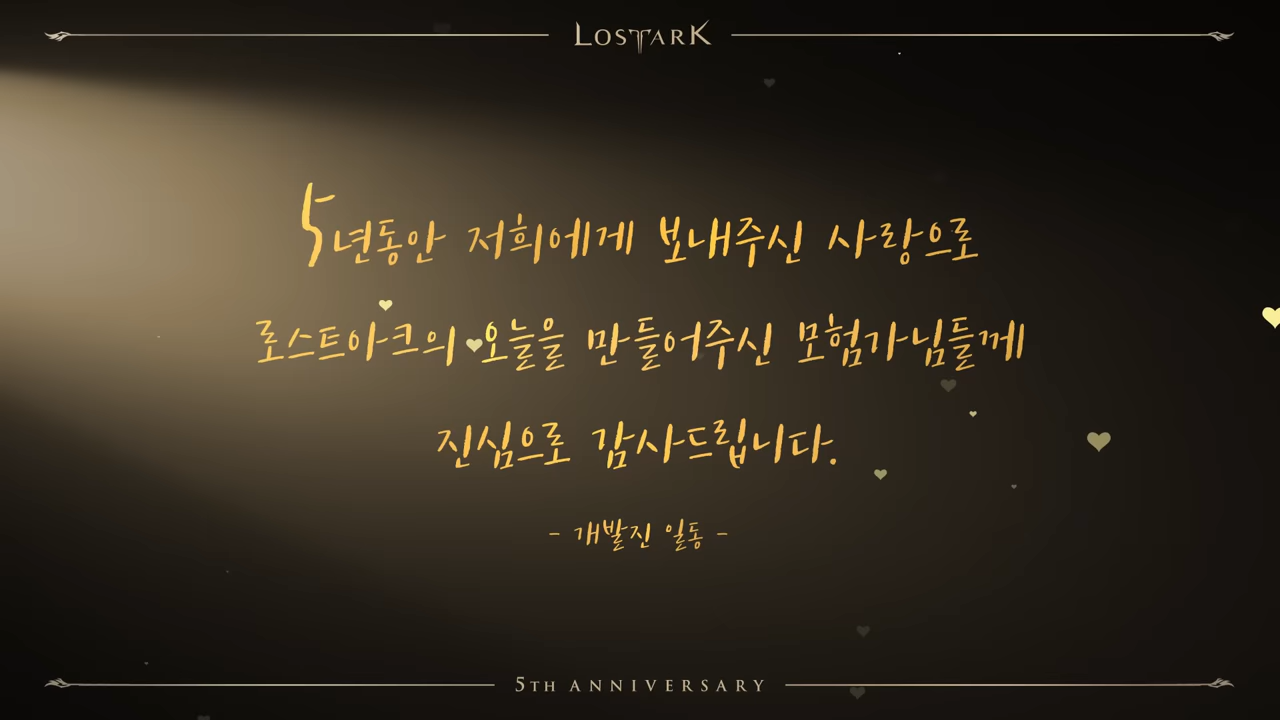 LOSTARK
5년동안 저희에게 보내주신 사랑으로
로스트아크의 오늘을 만들어주신 모험가님들께
진심으로 감사드립니다.
- 개발진 일동 -
5TH ANNIVERSARY